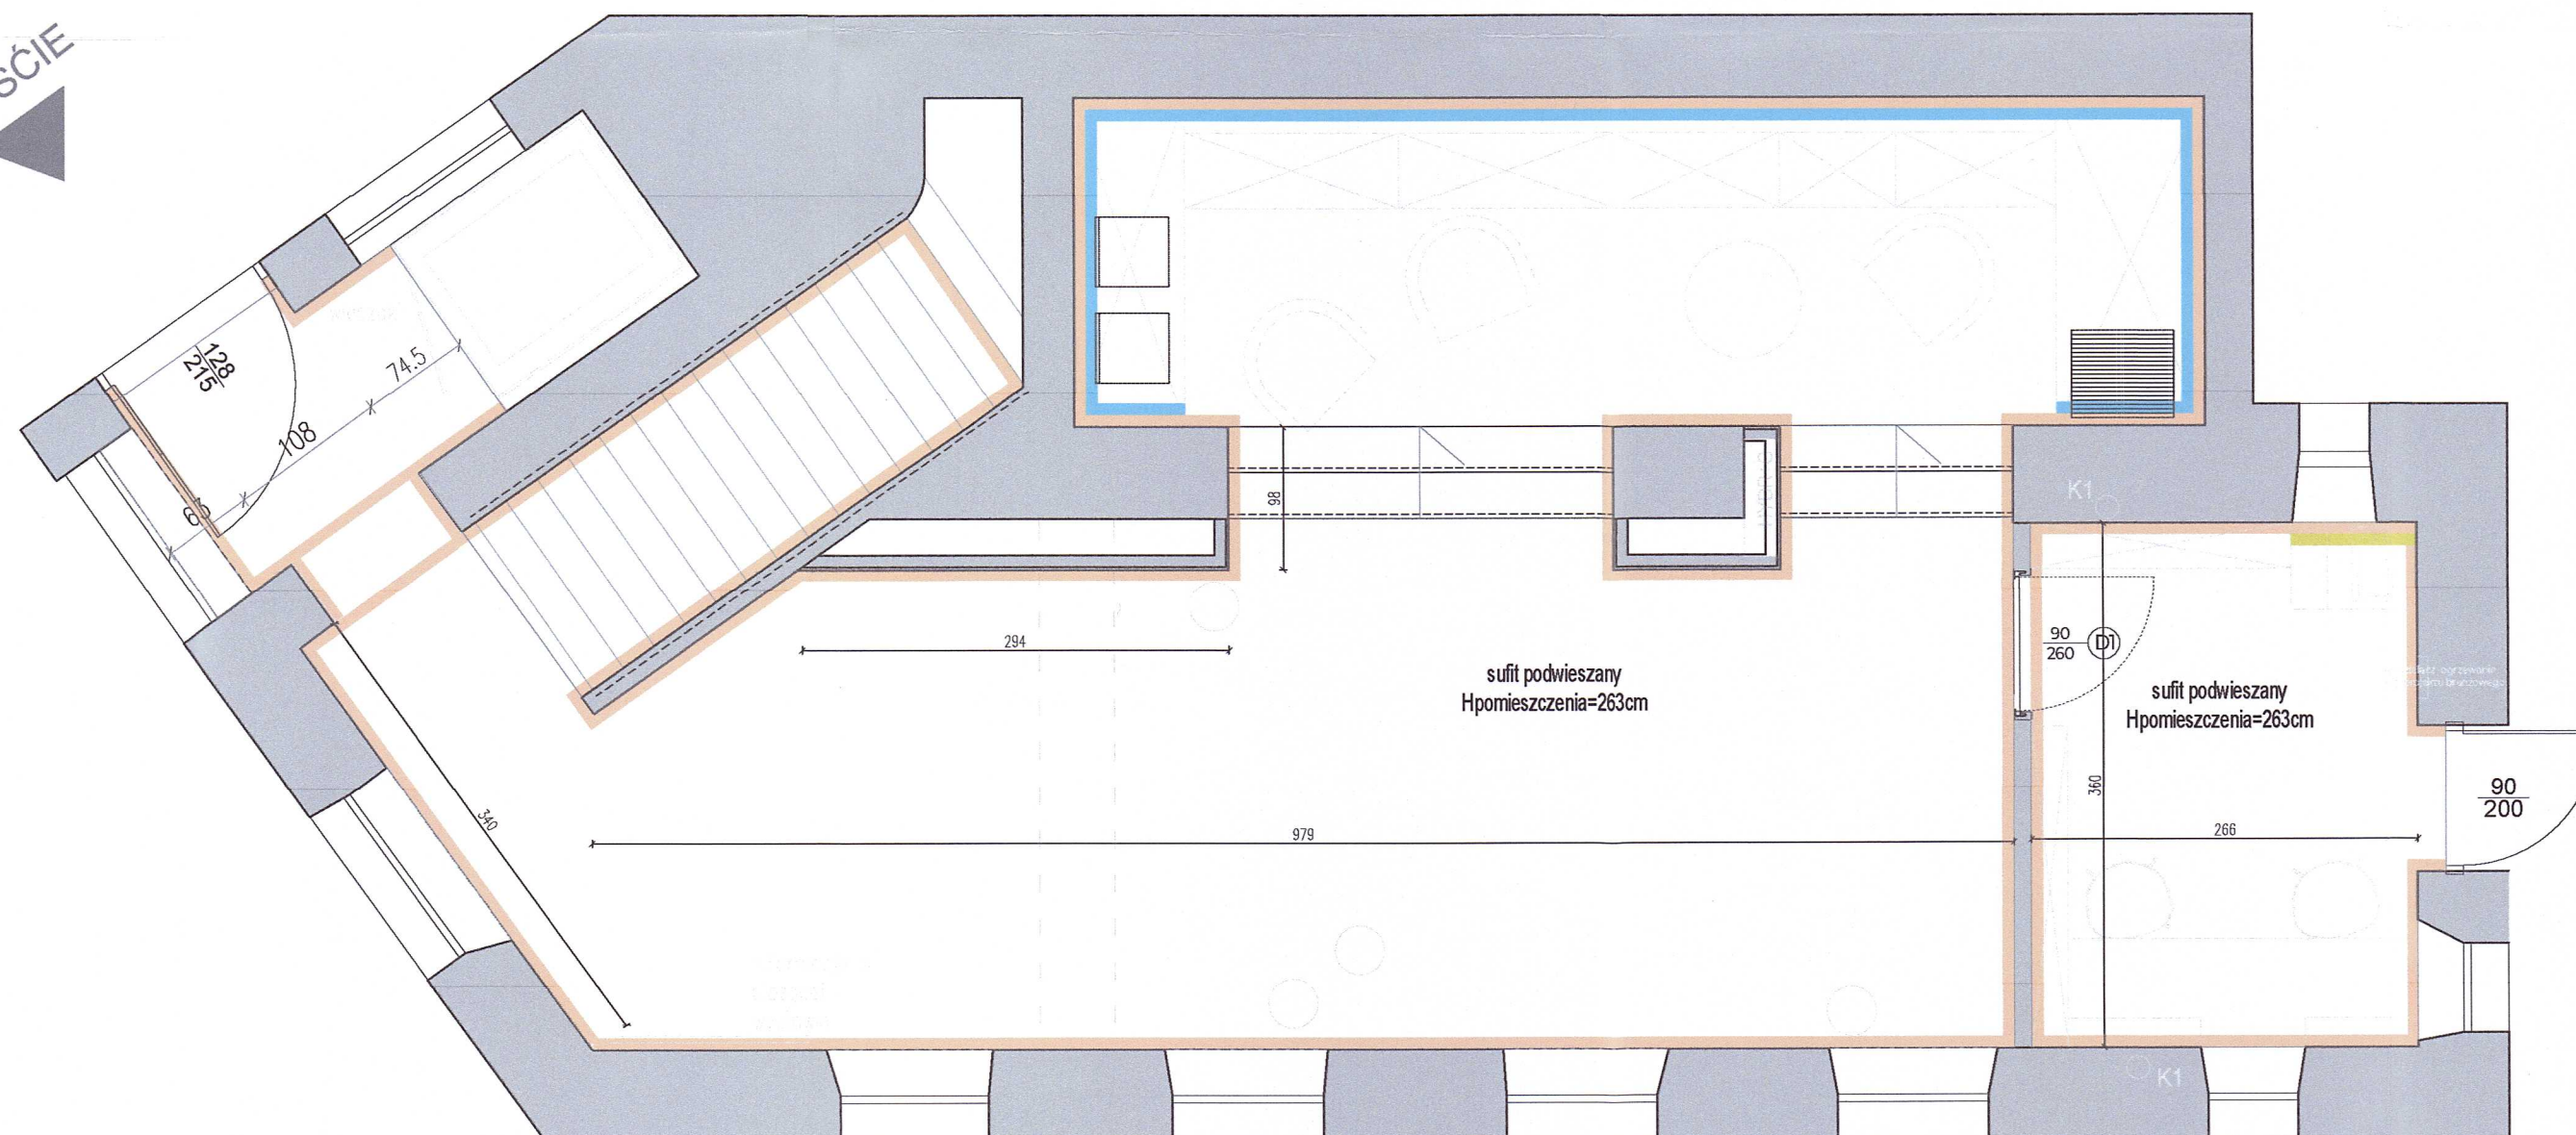 ŚCIE
128
215
74.5
108
98
K1
294
90
260
D1
sufit podwieszany
Hpomieszczenia=263cm
sufit podwieszany
Hpomieszczenia=263cm
340
360
979
266
90
200
K1